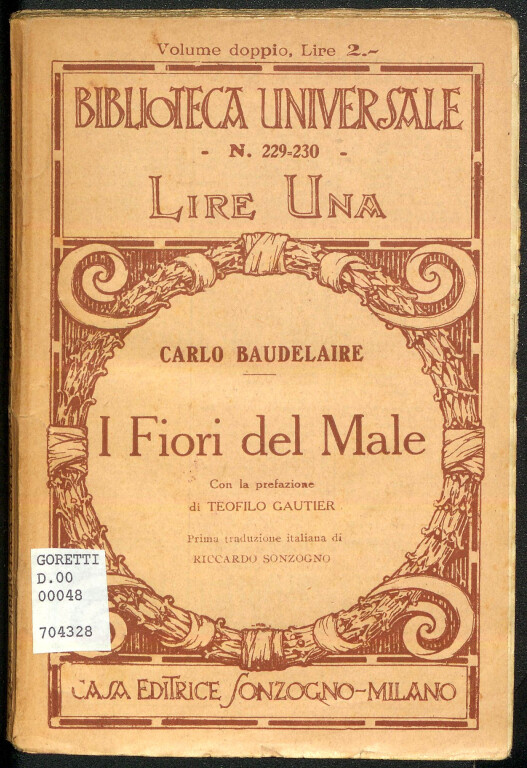 Volume doppio, Lire 2.-
BIBLIOTECA UNIVERSALE
- N. 229=230 -
LIRE UNA
CARLO BAUDELAIRE
I Fiori del Male
Con la prefazione
di TEOFILO GAUTIER
Prima traduzione italiana di
RICCARDO SONZOGNO
GORETTI
D.00
00048
704328
CASA EDITRICE SONZOGNO-MILANO